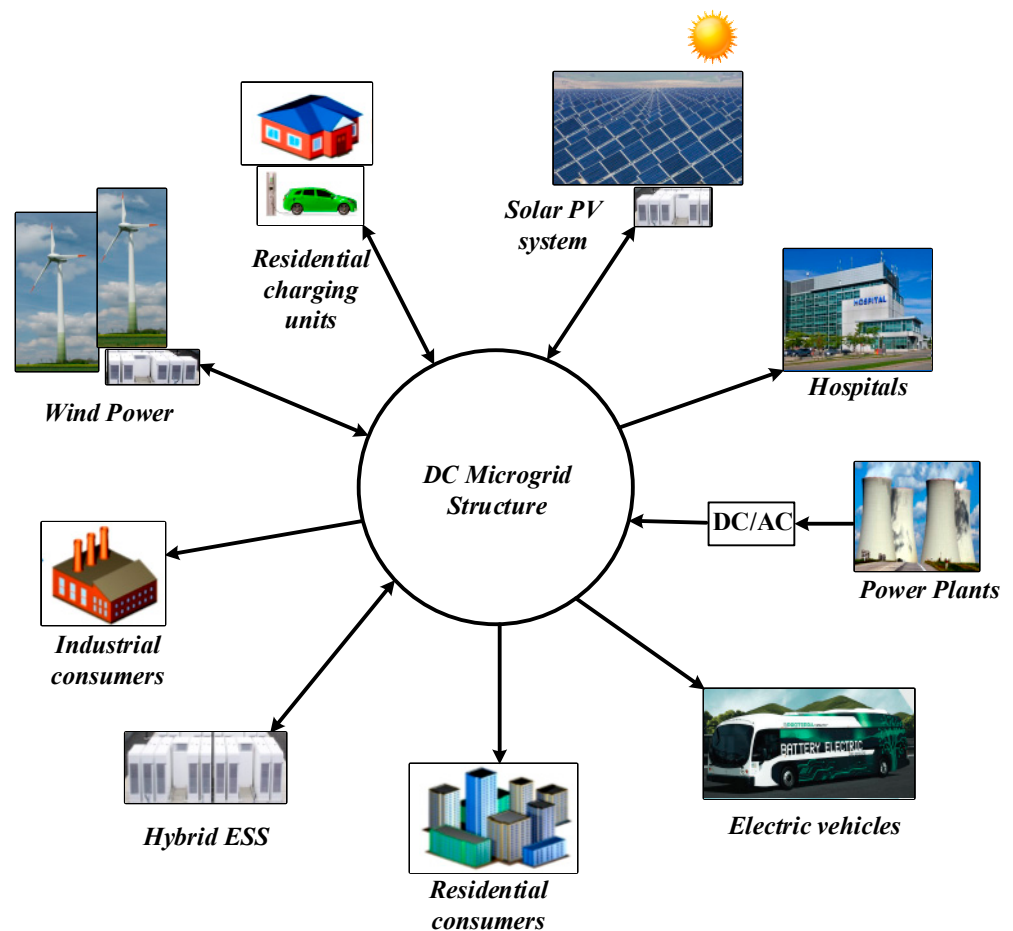 Solar PV
system
Residential
charging
units
HOSPITAL
Hospitals
Wind Power
DC Microgrid
Structure
DC/AC
Power Plants
Industrial
consumers
BATTERY ELECTRIC
Electric vehicles
Hybrid ESS
Residential
consumers